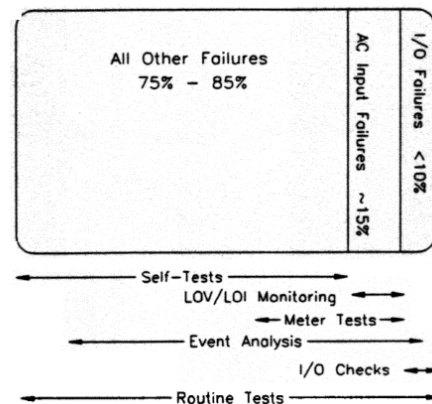 All Other Failures
75% - 85%
AC Input Failures ~15%
I/O Failures <10%
Self-Tests
LOV/LOI Monitoring
Meter Tests
Event Analysis
I/O Checks
Routine Tests